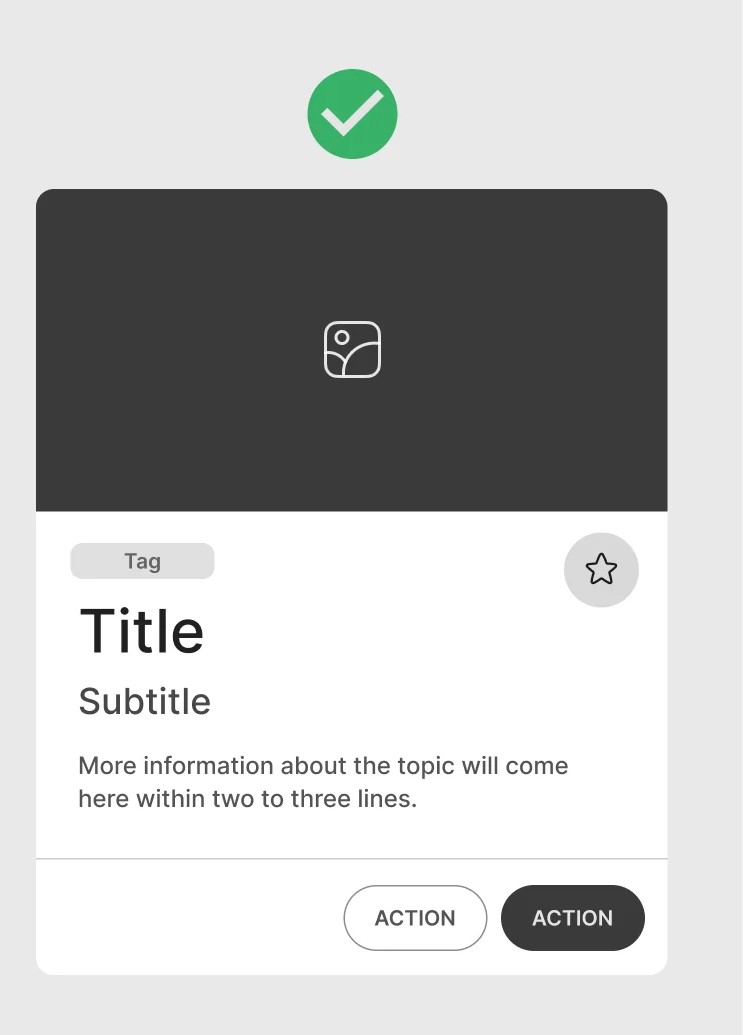 Tag
Title
Subtitle
More information about the topic will come
here within two to three lines.
ACTION
ACTION